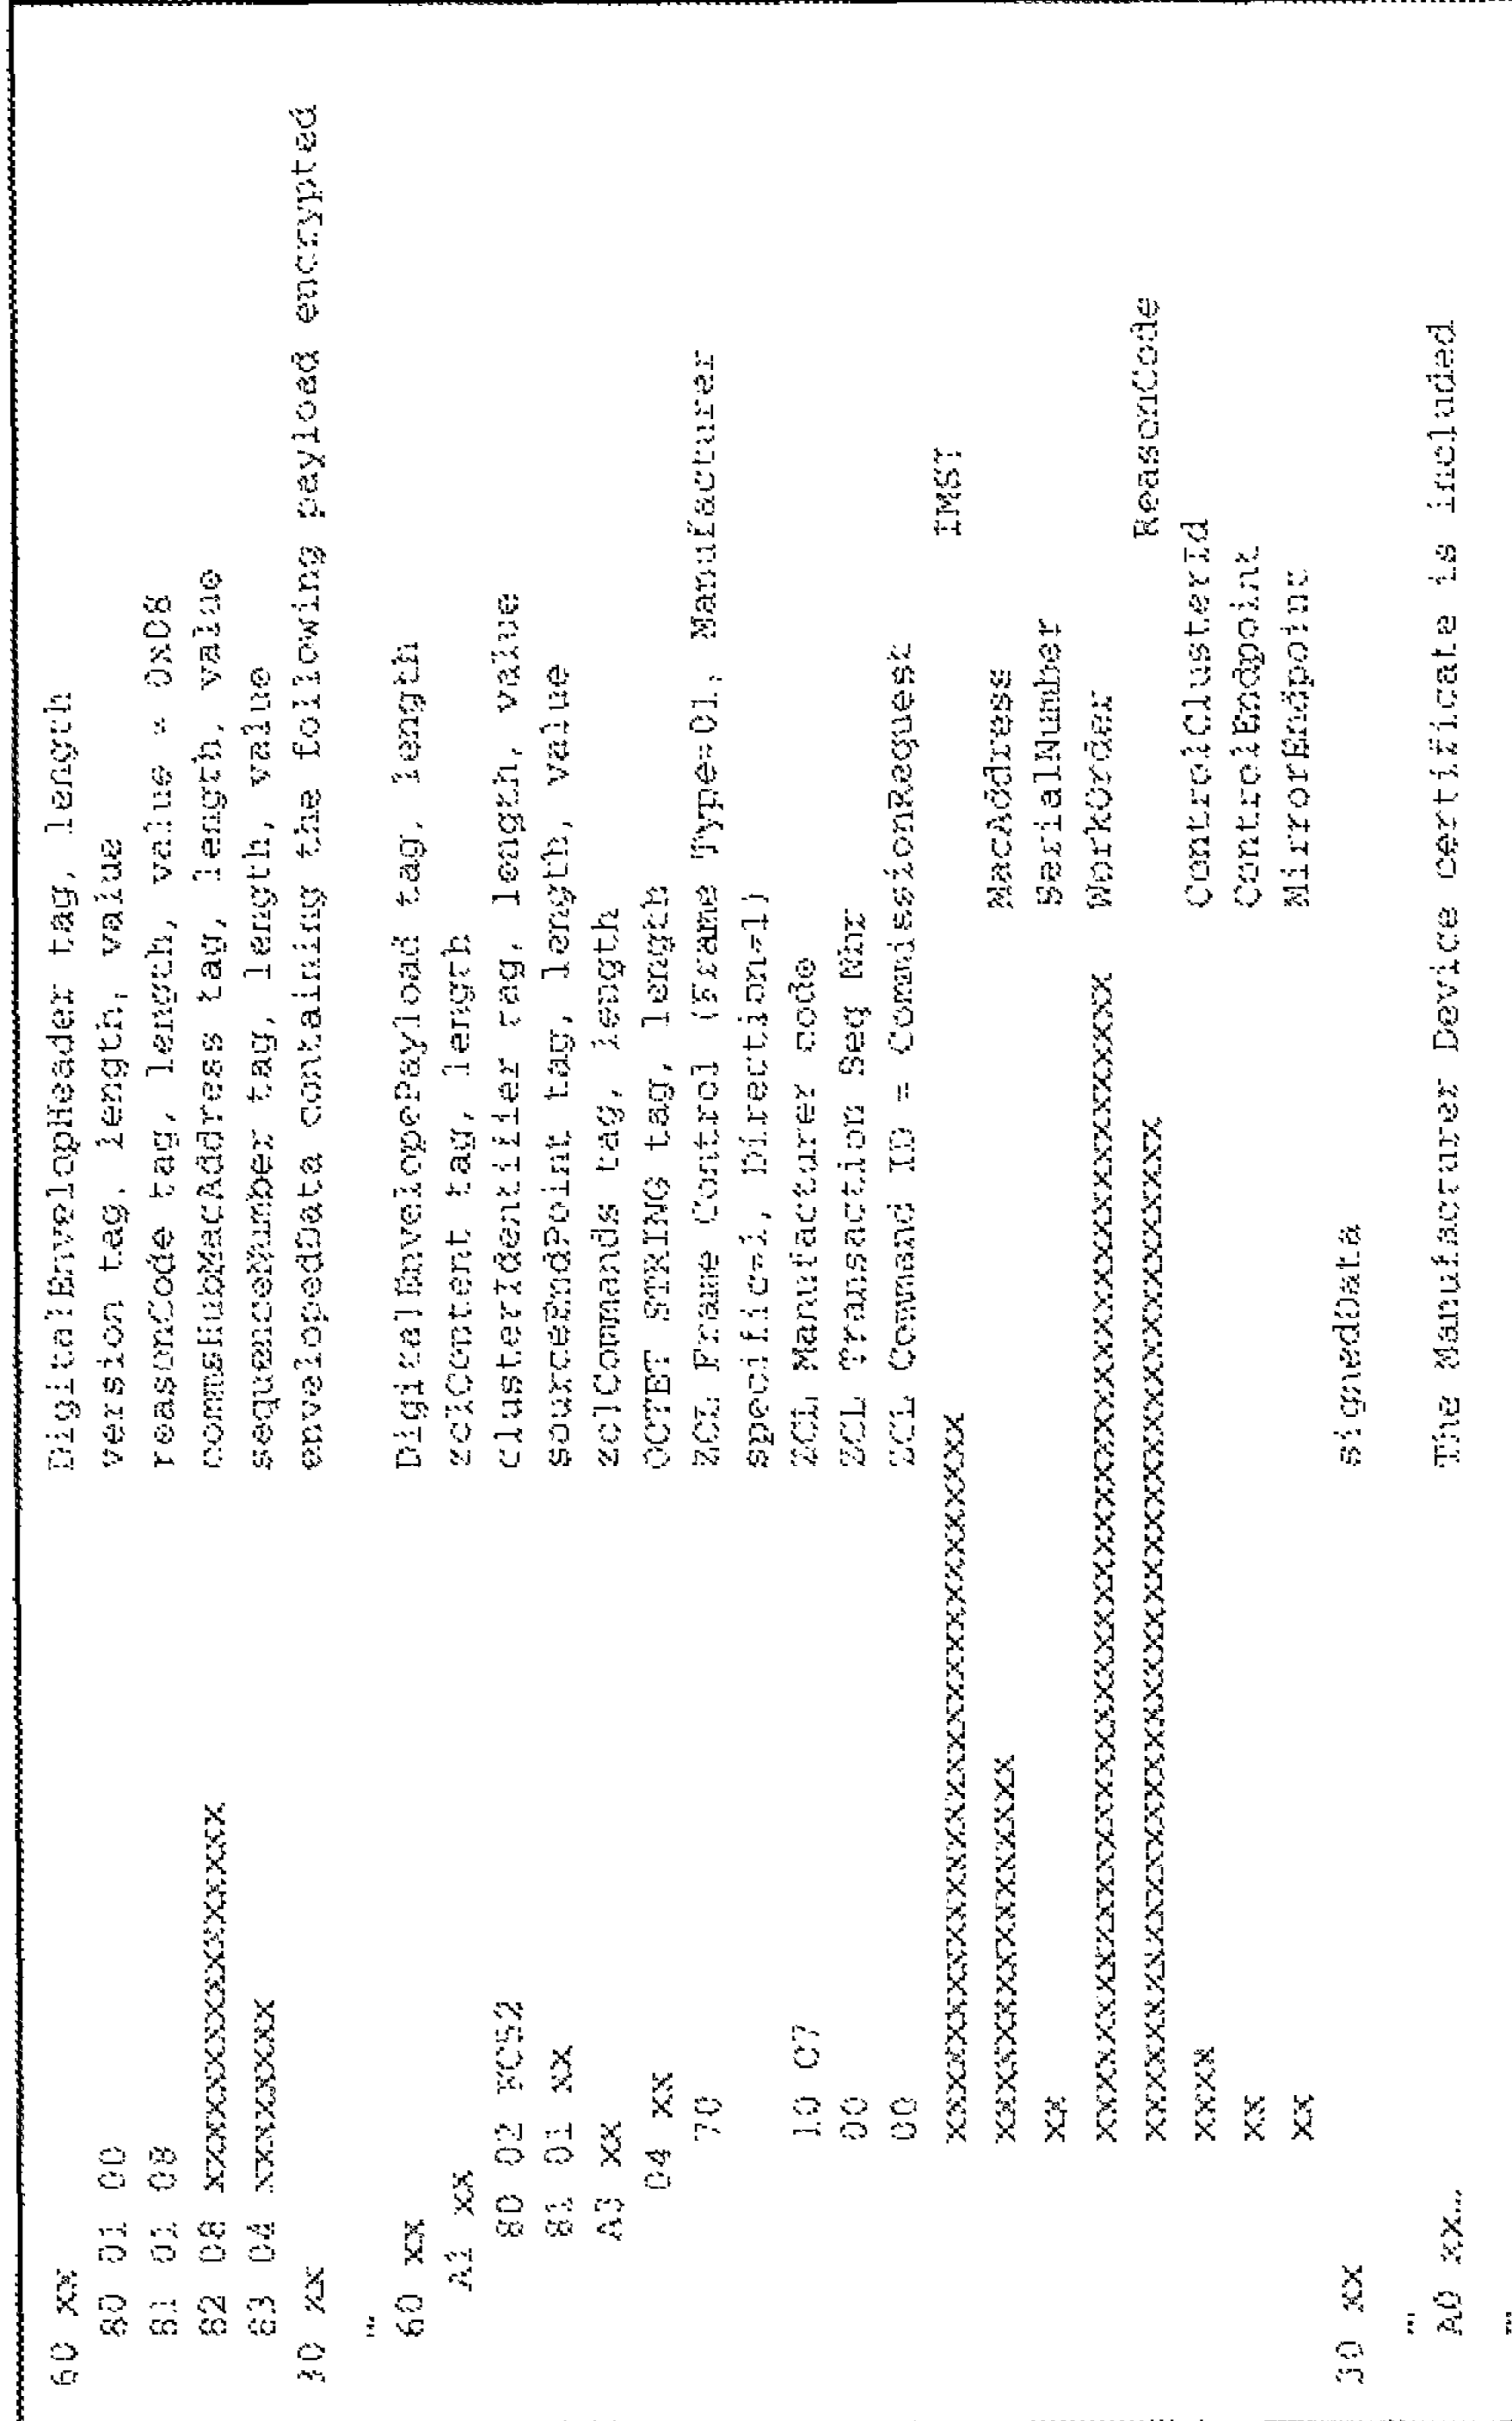 60 xx DigitalEnvelopHeader tag, length
80 01 00 version tag, length, value
81 01 08 reasonCode tag, length, value = 0x08
82 08 xxxxxxxxxxxxxxxx commsHubMacAddress tag, length, value
83 04 xxxxxxxx sequenceNumber tag, length, value
30 xx envelopedData containing the following payload encrypted
…
60 xx DigitalEnvelopePayload tag, length
A1 xx zclContent tag, length
80 02 FC52 clusterIdentifier tag, length, value
81 01 xx sourceEndPoint tag, length, value
A3 xx zclCommands tag, length
04 xx OCTET STRING tag, length
70 ZCL Frame Control (Frame Type=01, Manufacturer
specific=1, Direction=1)
10 C7 ZCL Manufacturer code
00 ZCL Transaction Seq Nbr
00 ZCL Command ID = CommissionRequest
xxxxxxxxxxxxxxxxxxxxxxxxxxxxxx IMSI
xxxxxxxxxxxxxxxx MacAddress
xx SerialNumber
xxxxxxxxxxxxxxxxxxxxxxxxxxxxxxxxxxxxxxxxxxxxxxxx WorkOrder
xxxxxxxxxxxxxxxxxxxxxxxxxxxxxxxxxxxxxxxxxx ReasonCode
xxxx ControlClusterId
xx ControlEndpoint
xx MirrorEndpoint
30 xx signedData
…
A0 xx… The Manufacturer Device certificate is included
…